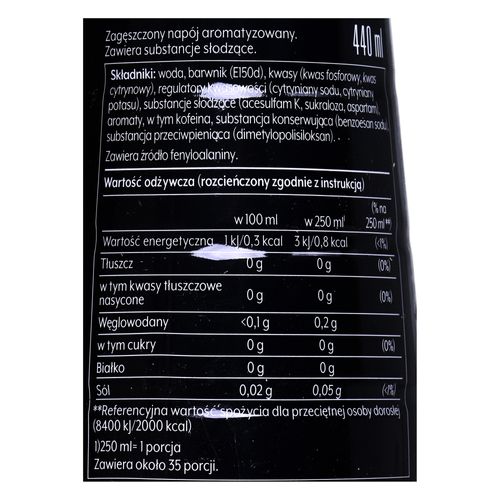 Zagęszczony napój aromatyzowany.
Zawiera substancje słodzące.
440 ml
Składniki: woda, barwnik (E150d), kwasy (kwas fosforowy, kwas
cytrynowy), regulatory kwasowości (cytryniany sodu, cytryniany
potasu), substancje słodzące (acesulfam K, sukraloza, aspartam),
aromaty, w tym kofeina, substancja konserwująca (benzoesan sodu),
substancja przeciwpieniąca (dimetylopolisiloksan).
Zawiera źródło fenyloalaniny.
Wartość odżywcza (rozcieńczony zgodnie z instrukcją)
w 100 ml w 250 ml¹ (% na 250 ml**)
Wartość energetyczna 1 kJ/0,3 kcal 3 kJ/0,8 kcal (<1%)
Tłuszcz 0 g 0 g (0%)
w tym kwasy tłuszczowe
nasycone 0 g 0 g (0%)
Węglowodany <0,1 g 0,2 g (<1%)
w tym cukry 0 g 0 g (0%)
Białko 0 g 0 g
Sól 0,02 g 0,05 g (<1%)
**Referencyjna wartość spożycia dla przeciętnej osoby dorosłej
(8400 kJ/2000 kcal)
1)250 ml= 1 porcja
Zawiera około 35 porcji.